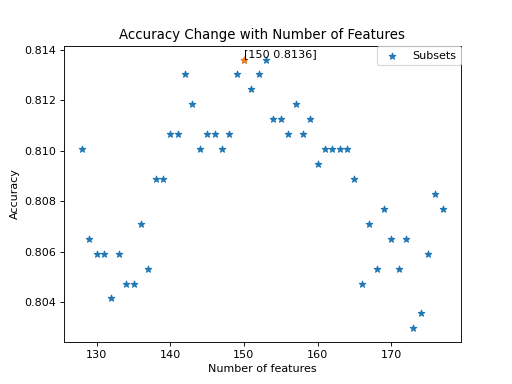 Accuracy Change with Number of Features
[150 0.8136]
Subsets
Accuracy
0.814
0.812
0.810
0.808
0.806
0.804
130 140 150 160 170
Number of features